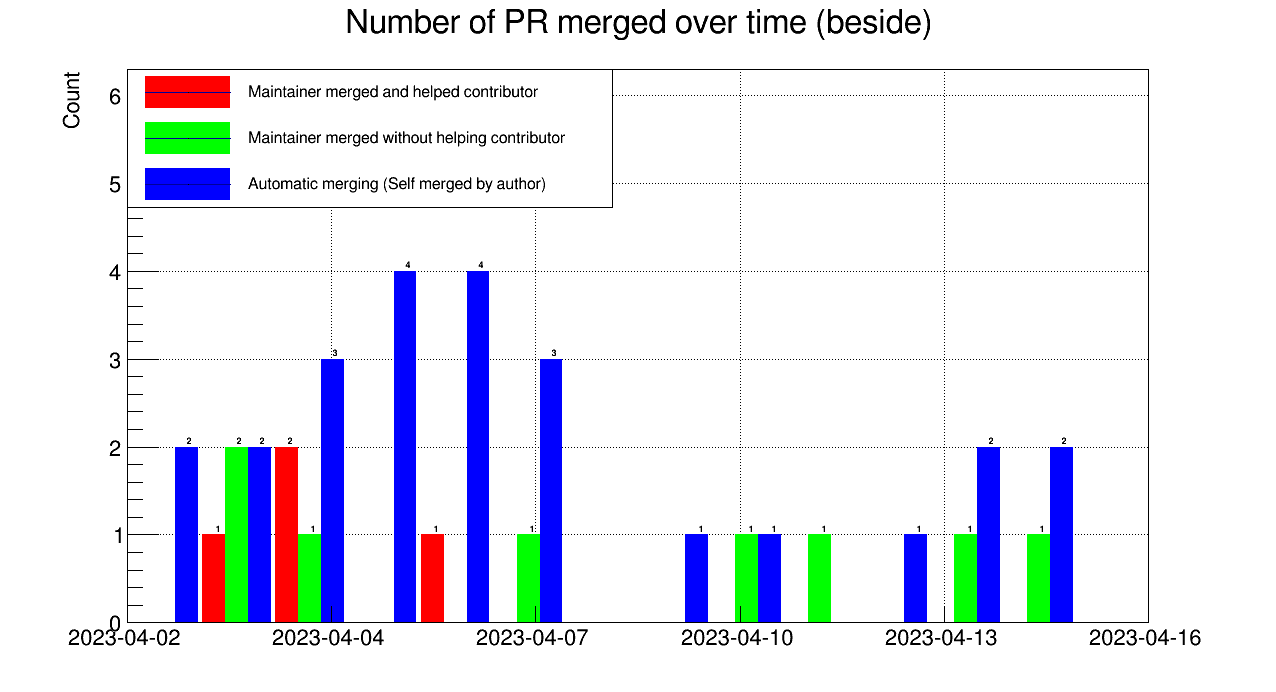 Number of PR merged over time (beside)
Count
Maintainer merged and helped contributor
Maintainer merged without helping contributor
Automatic merging (Self merged by author)
6
5
4
3
2
1
0
4 4
3 3
2 2 2 2 2 2
1 1 1 1 1 1 1 1 1 1 1
2023-04-02 2023-04-04 2023-04-07 2023-04-10 2023-04-13 2023-04-16